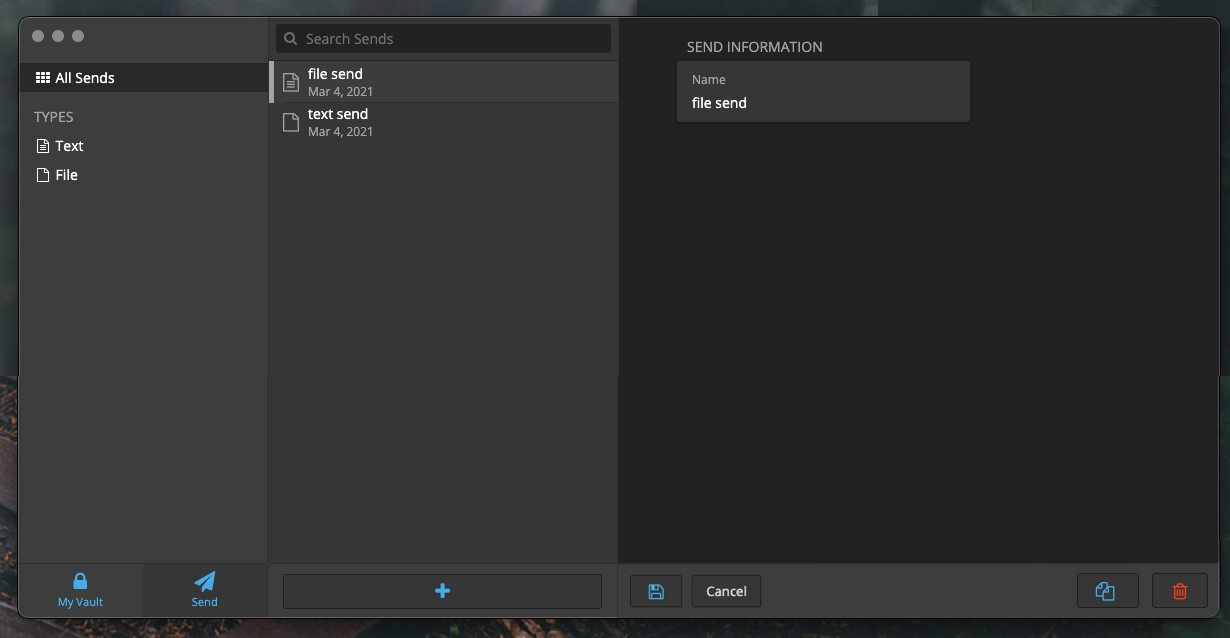 All Sends
TYPES
Text
File
My Vault
Send
Search Sends
file send
Mar 4, 2021
text send
Mar 4, 2021
SEND INFORMATION
Name
file send
Cancel